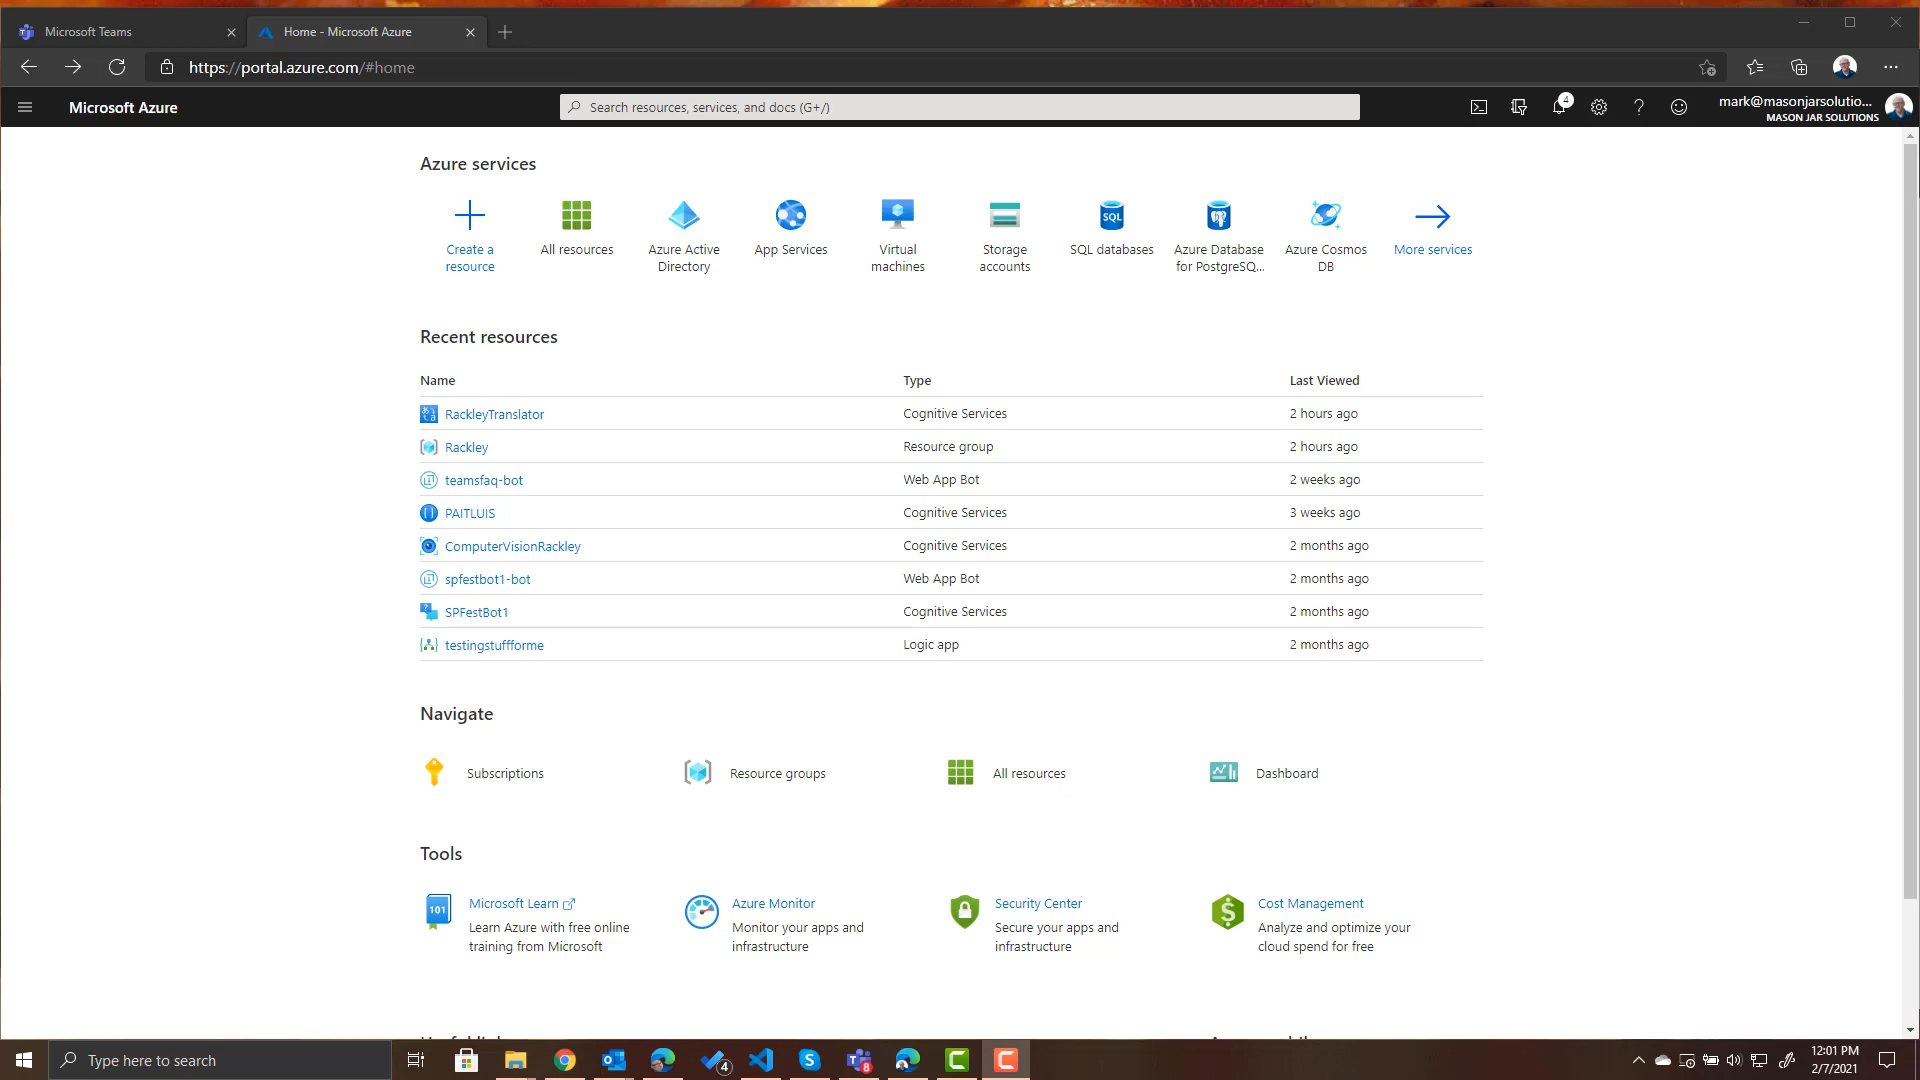 Microsoft Teams
Home - Microsoft Azure
https://portal.azure.com/#home
Microsoft Azure
Search resources, services, and docs (G+/)
4
mark@masonjarsolutio...
MASON JAR SOLUTIONS
Azure services
Create a resource
All resources
Azure Active Directory
App Services
Virtual machines
Storage accounts
SQL
SQL databases
Azure Database for PostgreSQ...
Azure Cosmos DB
More services
Recent resources
Name Type Last Viewed
RackleyTranslator Cognitive Services 2 hours ago
Rackley Resource group 2 hours ago
teamsfaq-bot Web App Bot 2 weeks ago
PAITLUIS Cognitive Services 3 weeks ago
ComputerVisionRackley Cognitive Services 2 months ago
spfestbot1-bot Web App Bot 2 months ago
SPFestBot1 Cognitive Services 2 months ago
testingstuffforme Logic app 2 months ago
Navigate
Subscriptions
Resource groups
All resources
Dashboard
Tools
101
Microsoft Learn
Learn Azure with free online
training from Microsoft
Azure Monitor
Monitor your apps and
infrastructure
Security Center
Secure your apps and
infrastructure
Cost Management
Analyze and optimize your
cloud spend for free
Type here to search
4
8
12:01 PM
2/7/2021